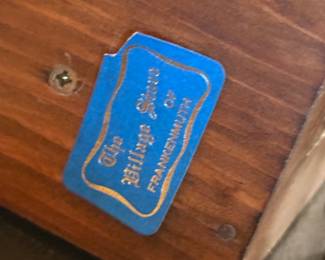 The
Village Store
OF
FRANKENMUTH